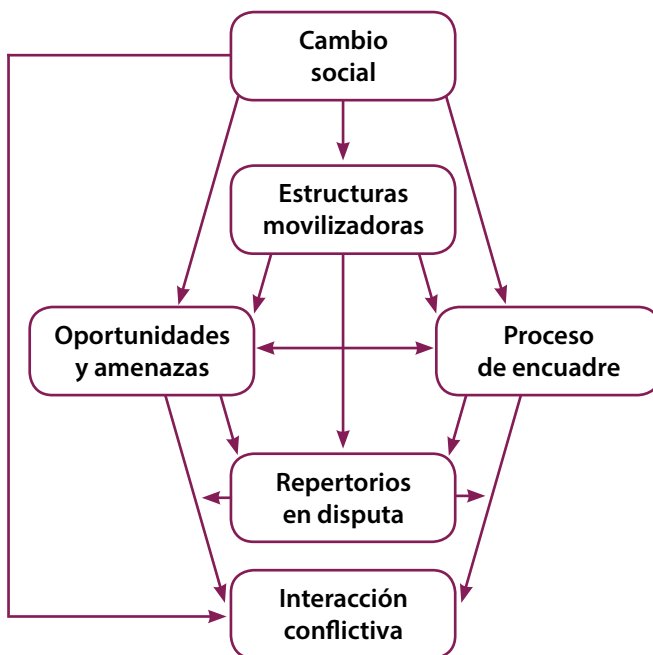 Cambio
social
Estructuras
movilizadoras
Oportunidades
y amenazas
Proceso
de encuadre
Repertorios
en disputa
Interacción
conflictiva